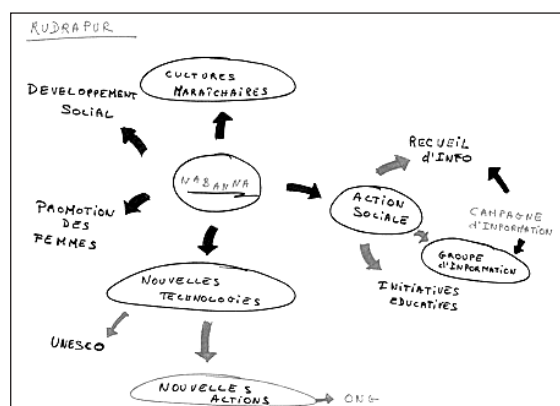 RUDRAPUR
CULTURES
MARAÎCHAIRES
DEVELOPPEMENT
SOCIAL
NABANNA
RECUEIL
d'INFO
ACTION
SOCIALE
CAMPAGNE
d'INFORMATION
PROMOTION
DES
FEMMES
GROUPE
d'INFORMATION
NOUVELLES
TECHNOLOGIES
INITIATIVES
EDUCATIVES
UNESCO
NOUVELLES
ACTIONS
ONG